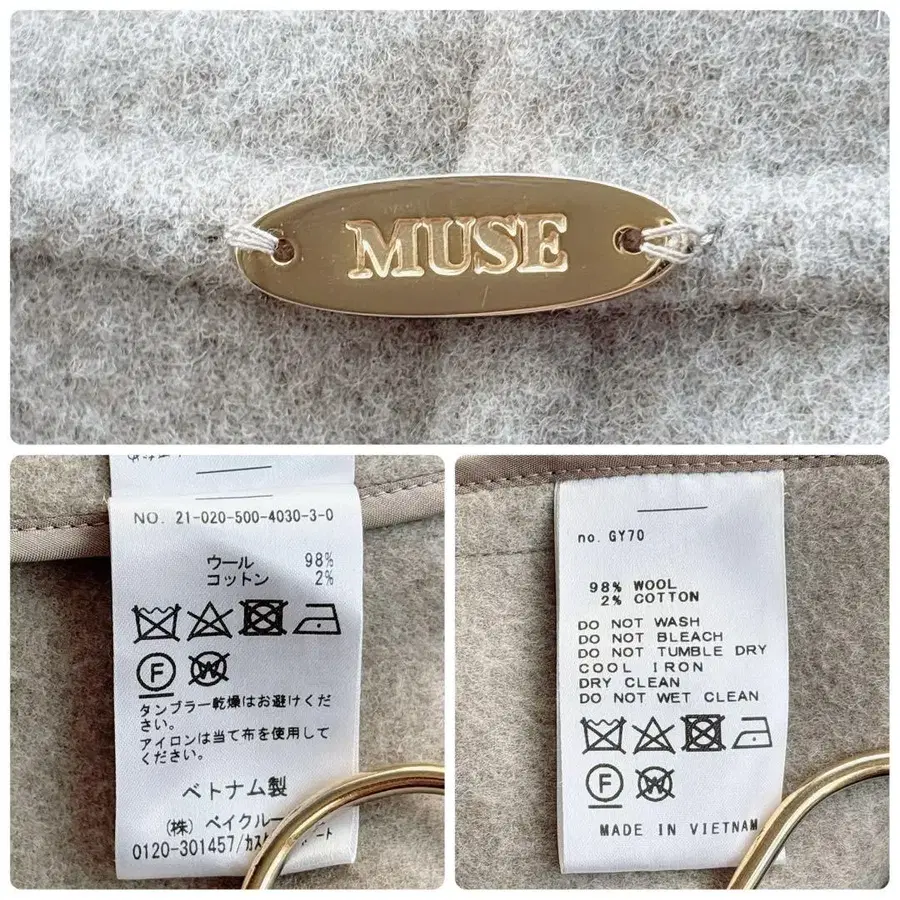 MUSE
NO. 21-020-500-4030-3-0
ウール 98%
コットン 2%
F
W
タンブラー乾燥はお避けくだ
さい。
アイロンは当て布を使用して
ください。
ベトナム製
(株) ベイクルー
0120-301457/ｶｽﾄ
no. GY70
98% WOOL
2% COTTON
DO NOT WASH
DO NOT BLEACH
DO NOT TUMBLE DRY
COOL IRON
DRY CLEAN
DO NOT WET CLEAN
F
W
MADE IN VIETNAM